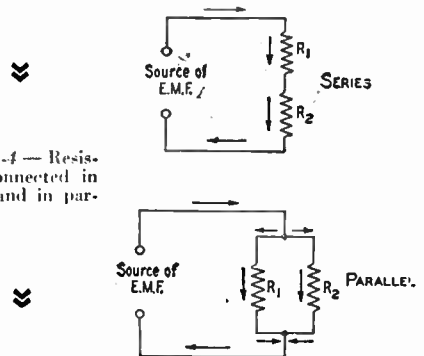 R1
Source of
E.M.F.
SERIES
R2
-4 — Resis-
onnected in
and in par-
Source of
E.M.F.
R1
R2
PARALLEL.